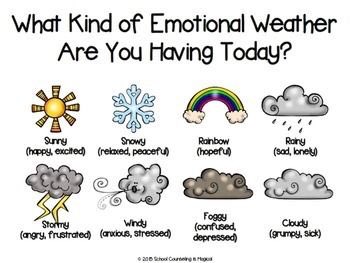 What Kind of Emotional Weather
Are You Having Today?
Sunny
(happy, excited)
Snowy
(relaxed, peaceful)
Rainbow
(hopeful)
Rainy
(sad, lonely)
Stormy
(angry, frustrated)
Windy
(anxious, stressed)
Foggy
(confused,
depressed)
Cloudy
(grumpy, sick)
© 2015 School Counseling is Magical